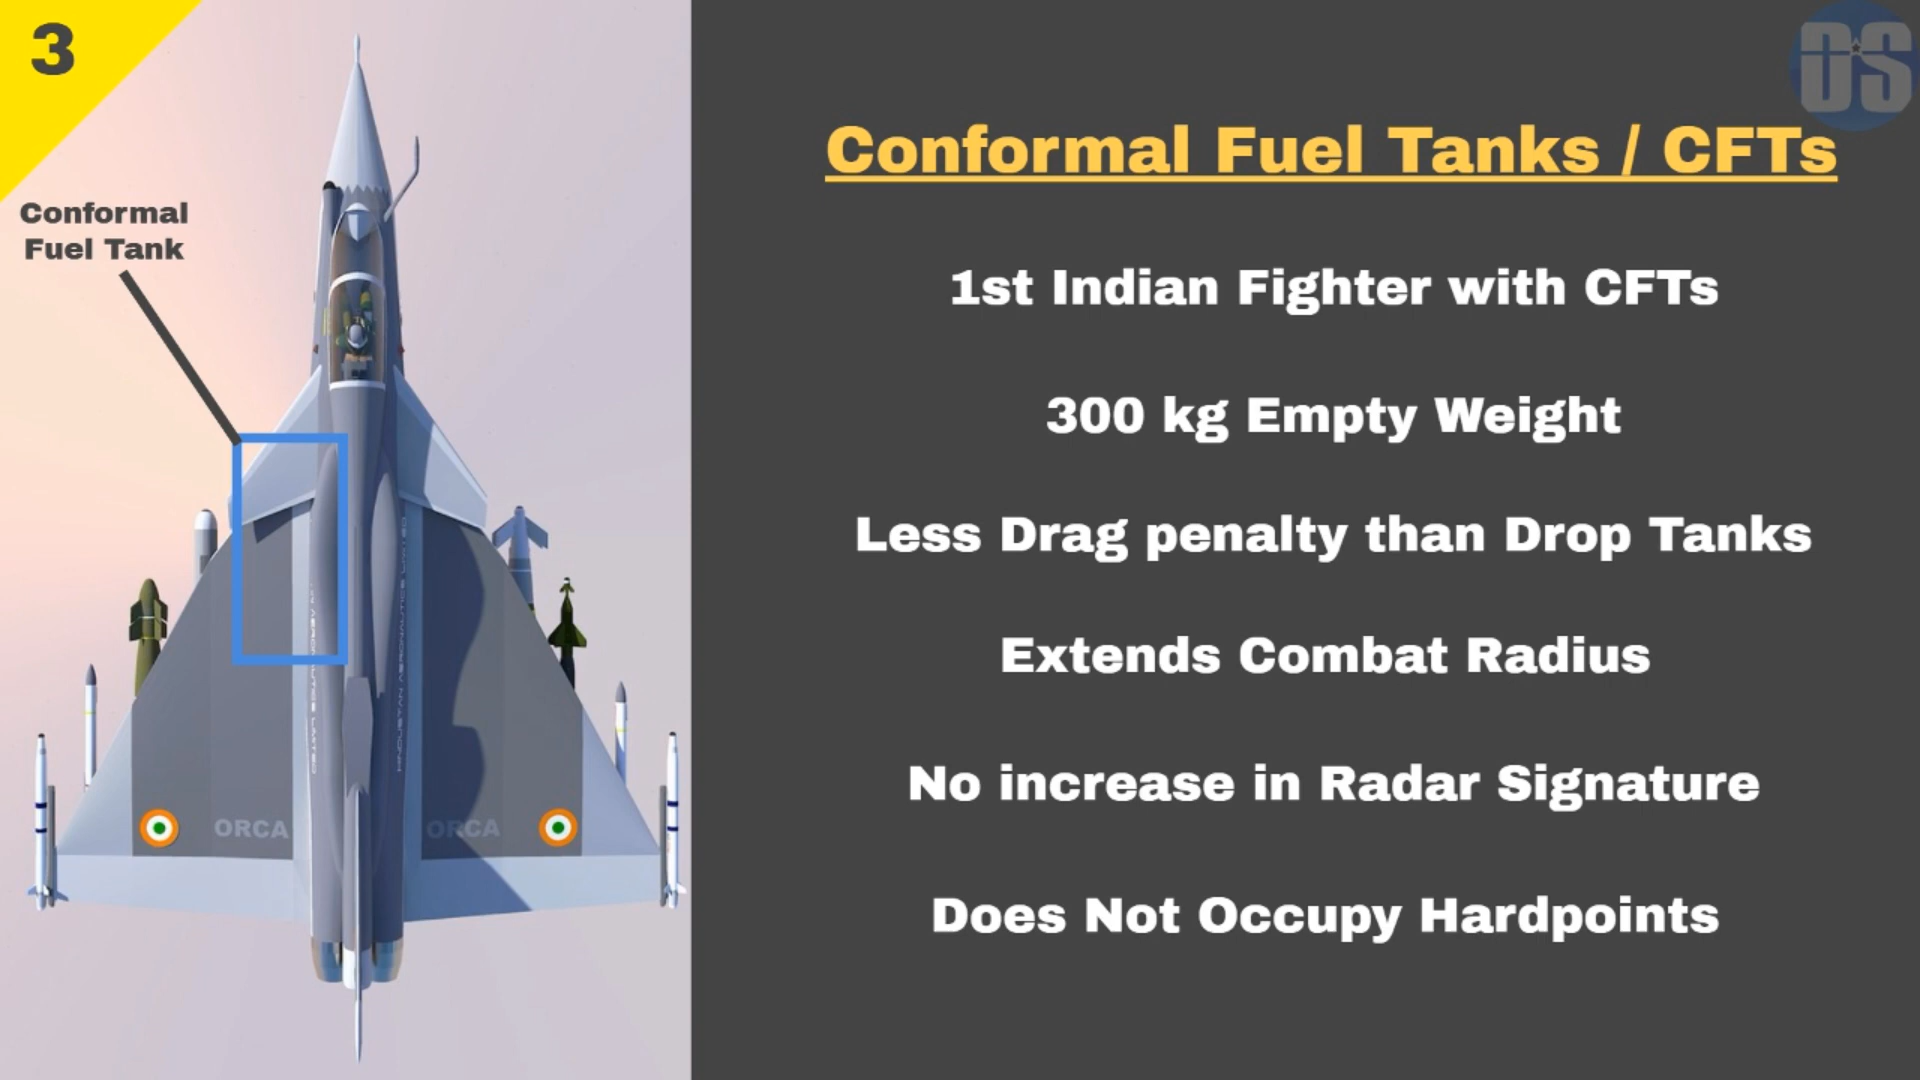 3
DS
Conformal Fuel Tanks / CFTs
Conformal
Fuel Tank
1st Indian Fighter with CFTs
300 kg Empty Weight
Less Drag penalty than Drop Tanks
Extends Combat Radius
No increase in Radar Signature
Does Not Occupy Hardpoints
ORCA
ORCA